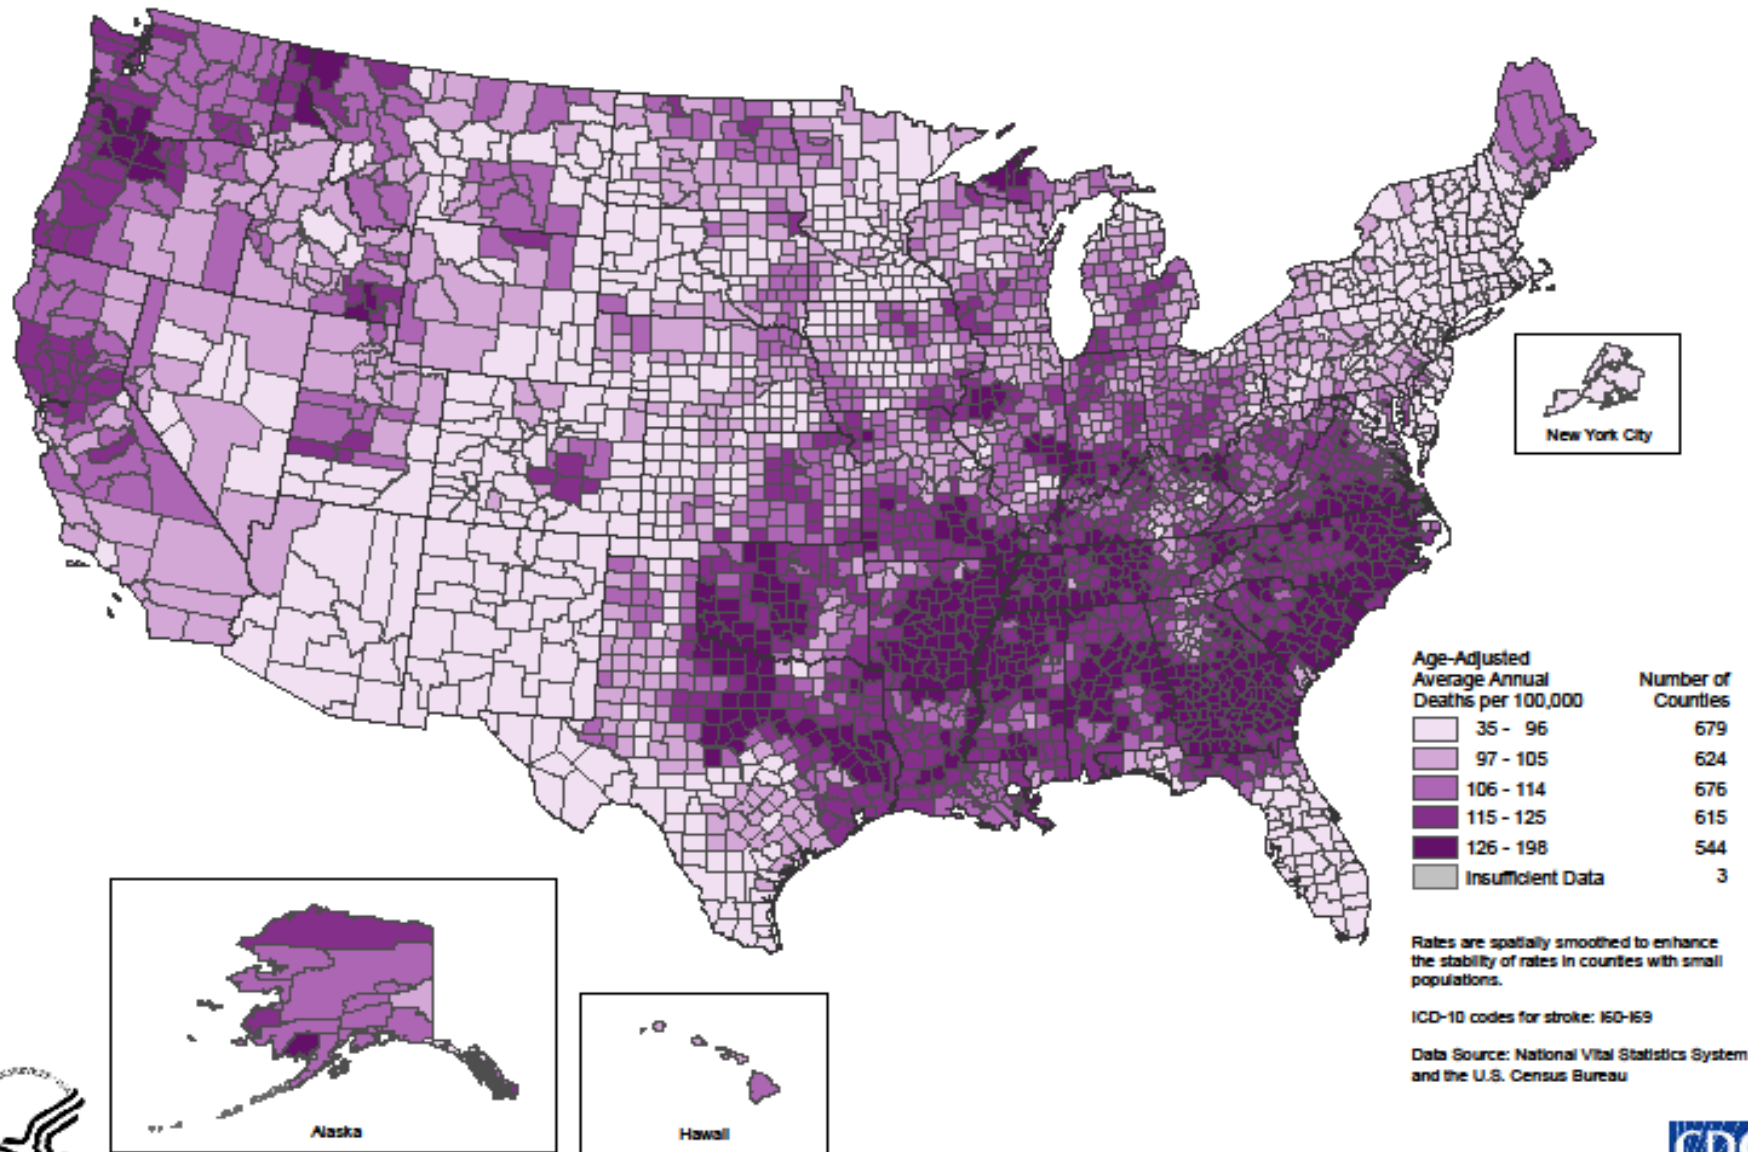 New York City
Age-Adjusted
Average Annual
Deaths per 100,000
Number of
Counties
35 - 96 679
97 - 105 624
106 - 114 676
115 - 125 615
126 - 198 544
Insufficient Data 3
Rates are spatially smoothed to enhance
the stability of rates in counties with small
populations.
ICD-10 codes for stroke: I60-I69
Data Source: National Vital Statistics System
and the U.S. Census Bureau
Alaska
Hawaii
CDC